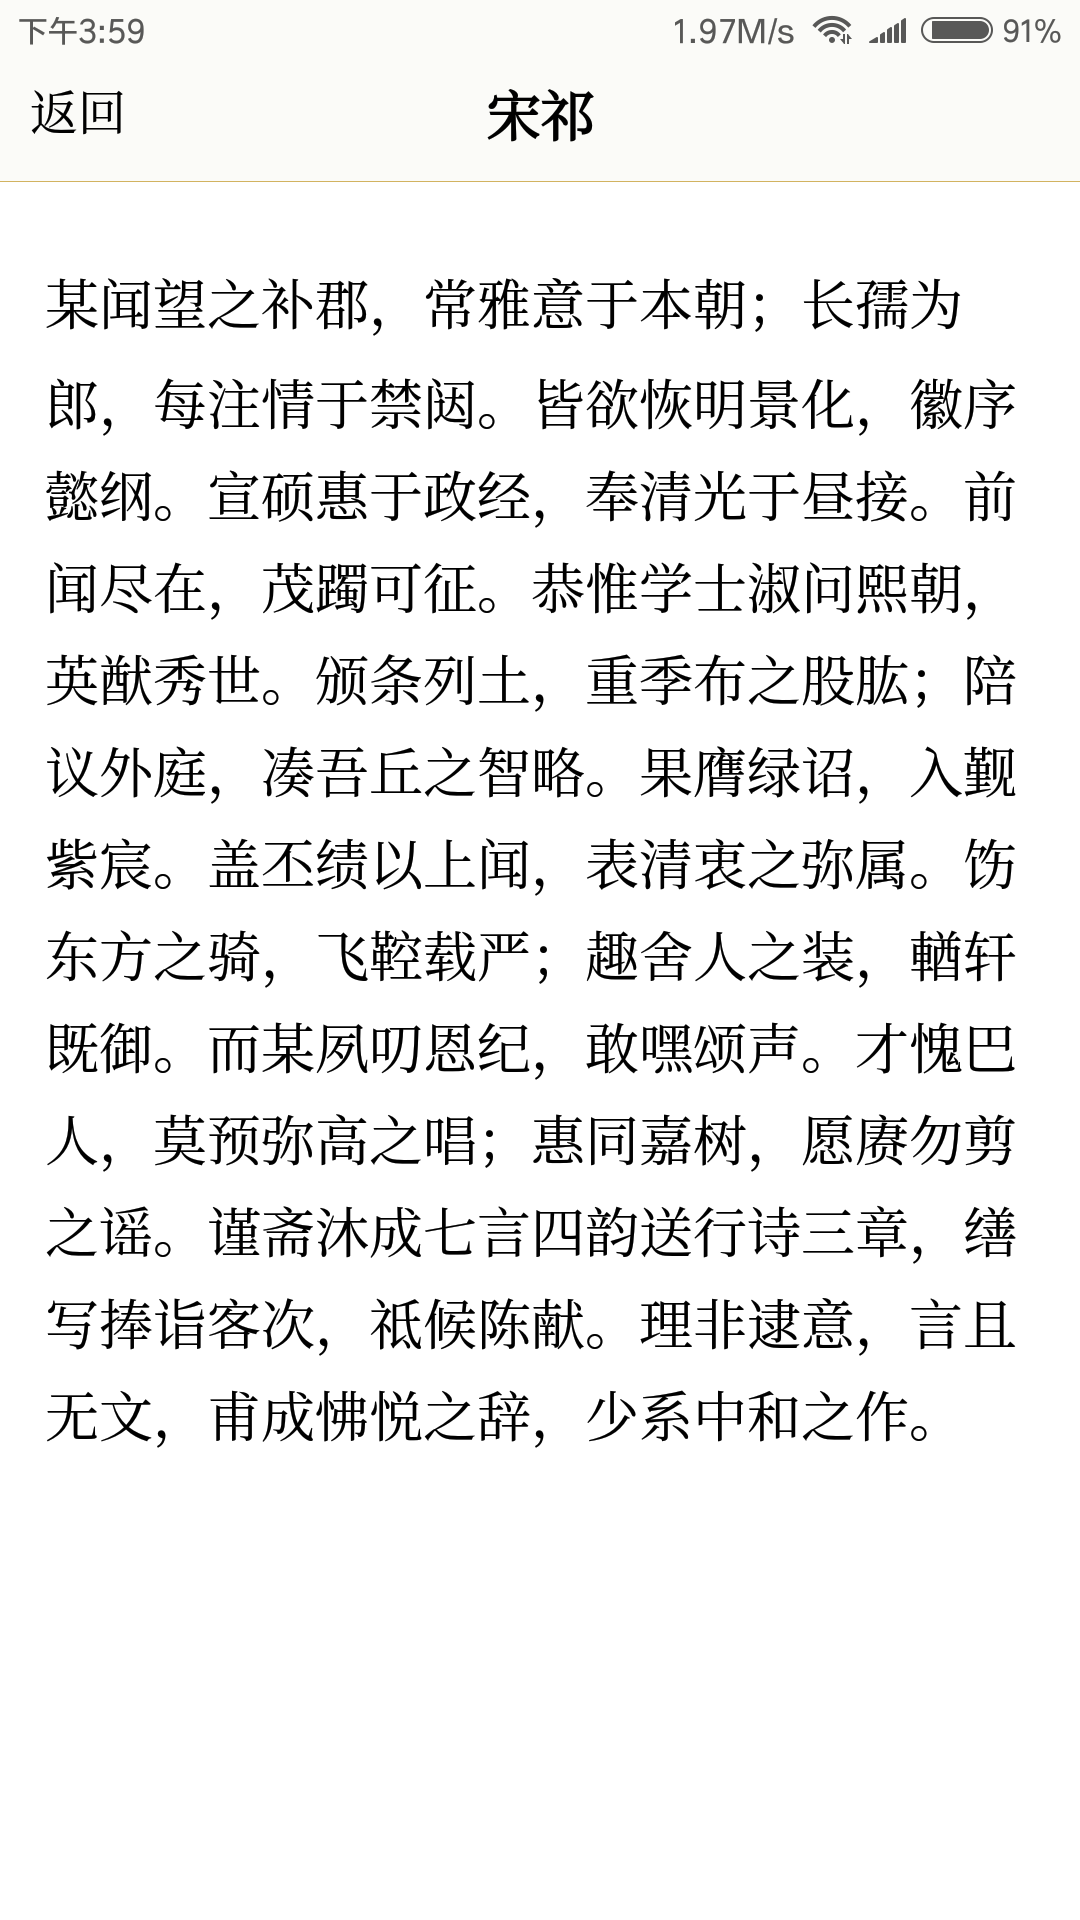 下午3:59 1.97M/s 91%
返回 宋祁
某闻望之补郡，常雅意于本朝；长孺为
郎，每注情于禁闼。皆欲恢明景化，徽序
懿纲。宣硕惠于政经，奉清光于昼接。前
闻尽在，茂躅可征。恭惟学士淑问熙朝，
英猷秀世。颁条列土，重季布之股肱；陪
议外庭，凑吾丘之智略。果膺绿诏，入觐
紫宸。盖丕绩以上闻，表清衷之弥属。饬
东方之骑，飞鞚载严；趣舍人之装，輶轩
既御。而某夙叨恩纪，敢嘿颂声。才愧巴
人，莫预弥高之唱；惠同嘉树，愿赓勿剪
之谣。谨斋沐成七言四韵送行诗三章，缮
写捧诣客次，祗候陈献。理非逮意，言且
无文，甫成怫悦之辞，少系中和之作。